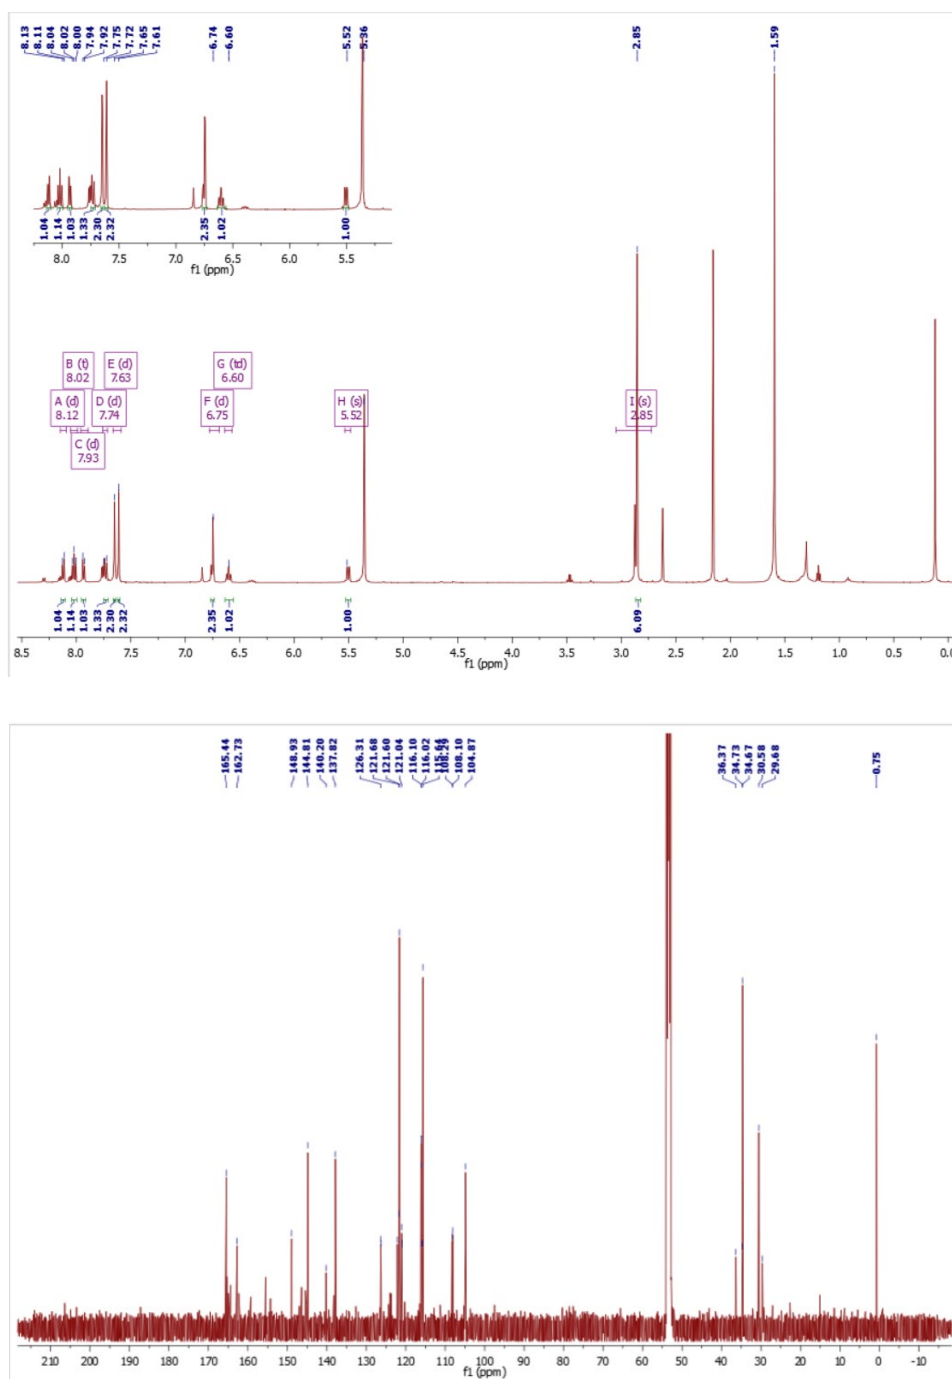 8.13 8.11 8.04 8.02 8.00 7.94 7.92 7.75 7.72 7.65 7.61 6.74 6.60 5.52 5.36 2.85 1.59
1.04 1.14 1.03 1.33 2.30 2.32 2.35 1.02 1.00
8.0 7.5 7.0 6.5 6.0 5.5
f1 (ppm)
B (t) E (d) G (td)
8.02 7.63 6.60
A (d) D (d) F (d) H (s) I (s)
8.12 7.74 6.75 5.52 2.85
C (d)
7.93
1.04 1.14 1.03 1.33 2.30 2.32 2.35 1.02 1.00 6.09
8.5 8.0 7.5 7.0 6.5 6.0 5.5 5.0 4.5 4.0 3.5 3.0 2.5 2.0 1.5 1.0 0.5 0.0
f1 (ppm)
165.44 162.73 148.93 144.81 140.20 137.82 126.31 121.68 121.60 121.04 116.10 116.02 115.64 108.29 108.10 104.87 36.37 34.73 34.67 30.58 29.68 0.75
210 200 190 180 170 160 150 140 130 120 110 100 90 80 70 60 50 40 30 20 10 0 -10
f1 (ppm)